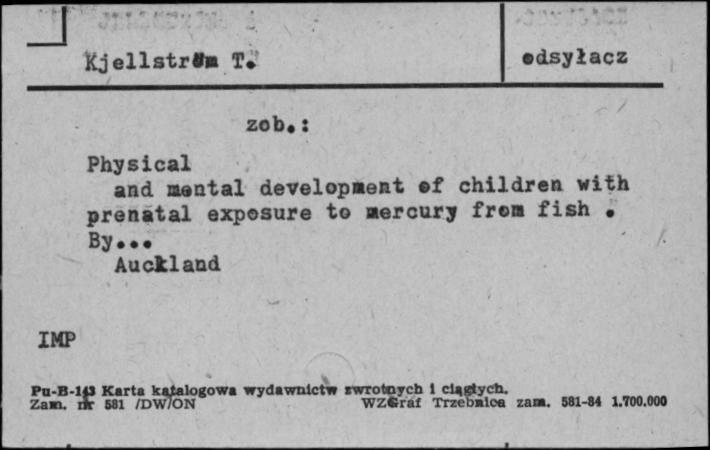 Kjellström T.
odsyłacz
zob.:
Physical
and mental development of children with
prenatal exposure to mercury from fish .
By...
Auckland
IMP
Pu-B-143 Karta katalogowa wydawnictw zwrotnych i ciągłych.
Zam. nr 581 /DW/ON WZGraf Trzebnica zam. 581-84 1.700.000